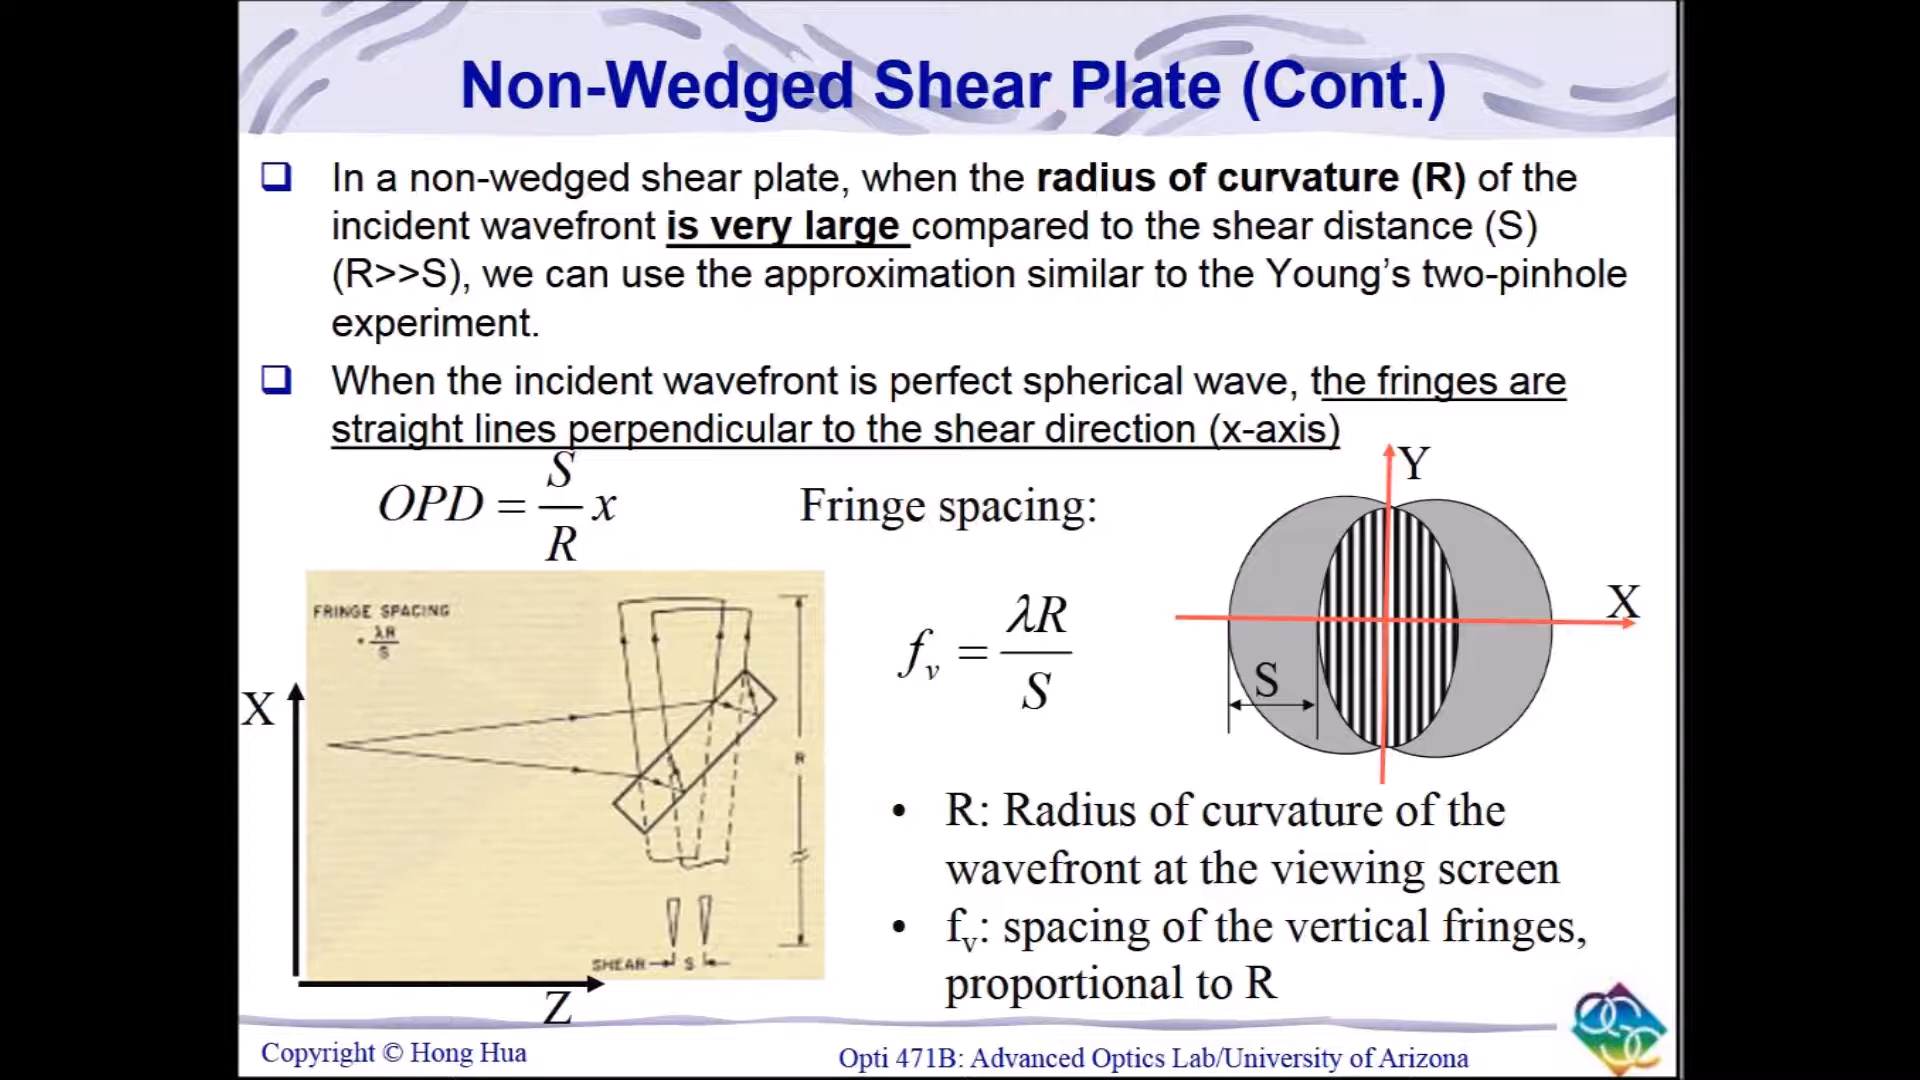 Non-Wedged Shear Plate (Cont.)
In a non-wedged shear plate, when the radius of curvature (R) of the
incident wavefront is very large compared to the shear distance (S)
(R>>S), we can use the approximation similar to the Young's two-pinhole
experiment.
When the incident wavefront is perfect spherical wave, the fringes are
straight lines perpendicular to the shear direction (x-axis)
OPD = S/R x
Fringe spacing:
Y
X
S
FRINGE SPACING
= λR/S
R
SHEAR S
X
Z
f_v = λR/S
• R: Radius of curvature of the
wavefront at the viewing screen
• f_v: spacing of the vertical fringes,
proportional to R
Copyright © Hong Hua
Opti 471B: Advanced Optics Lab/University of Arizona